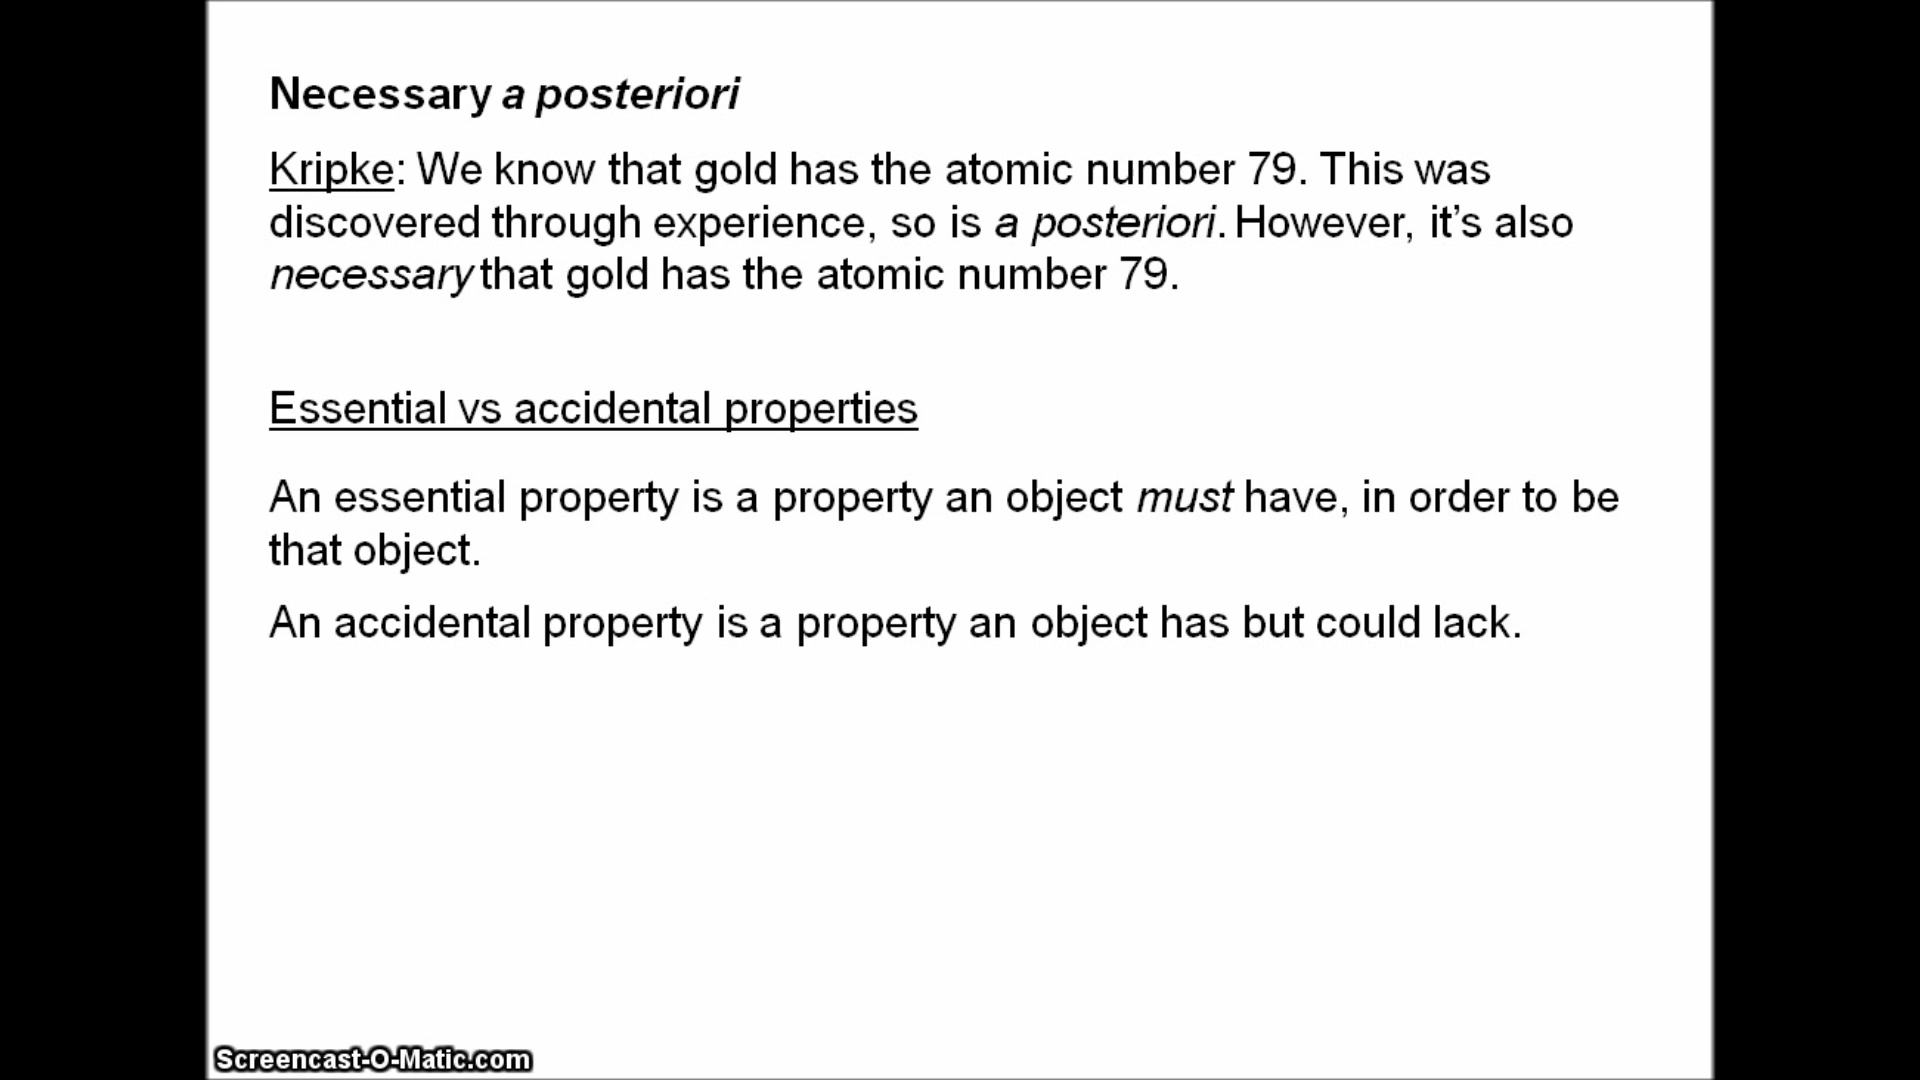 Necessary a posteriori
Kripke: We know that gold has the atomic number 79. This was
discovered through experience, so is a posteriori. However, it’s also
necessary that gold has the atomic number 79.
Essential vs accidental properties
An essential property is a property an object must have, in order to be
that object.
An accidental property is a property an object has but could lack.
Screencast-O-Matic.com